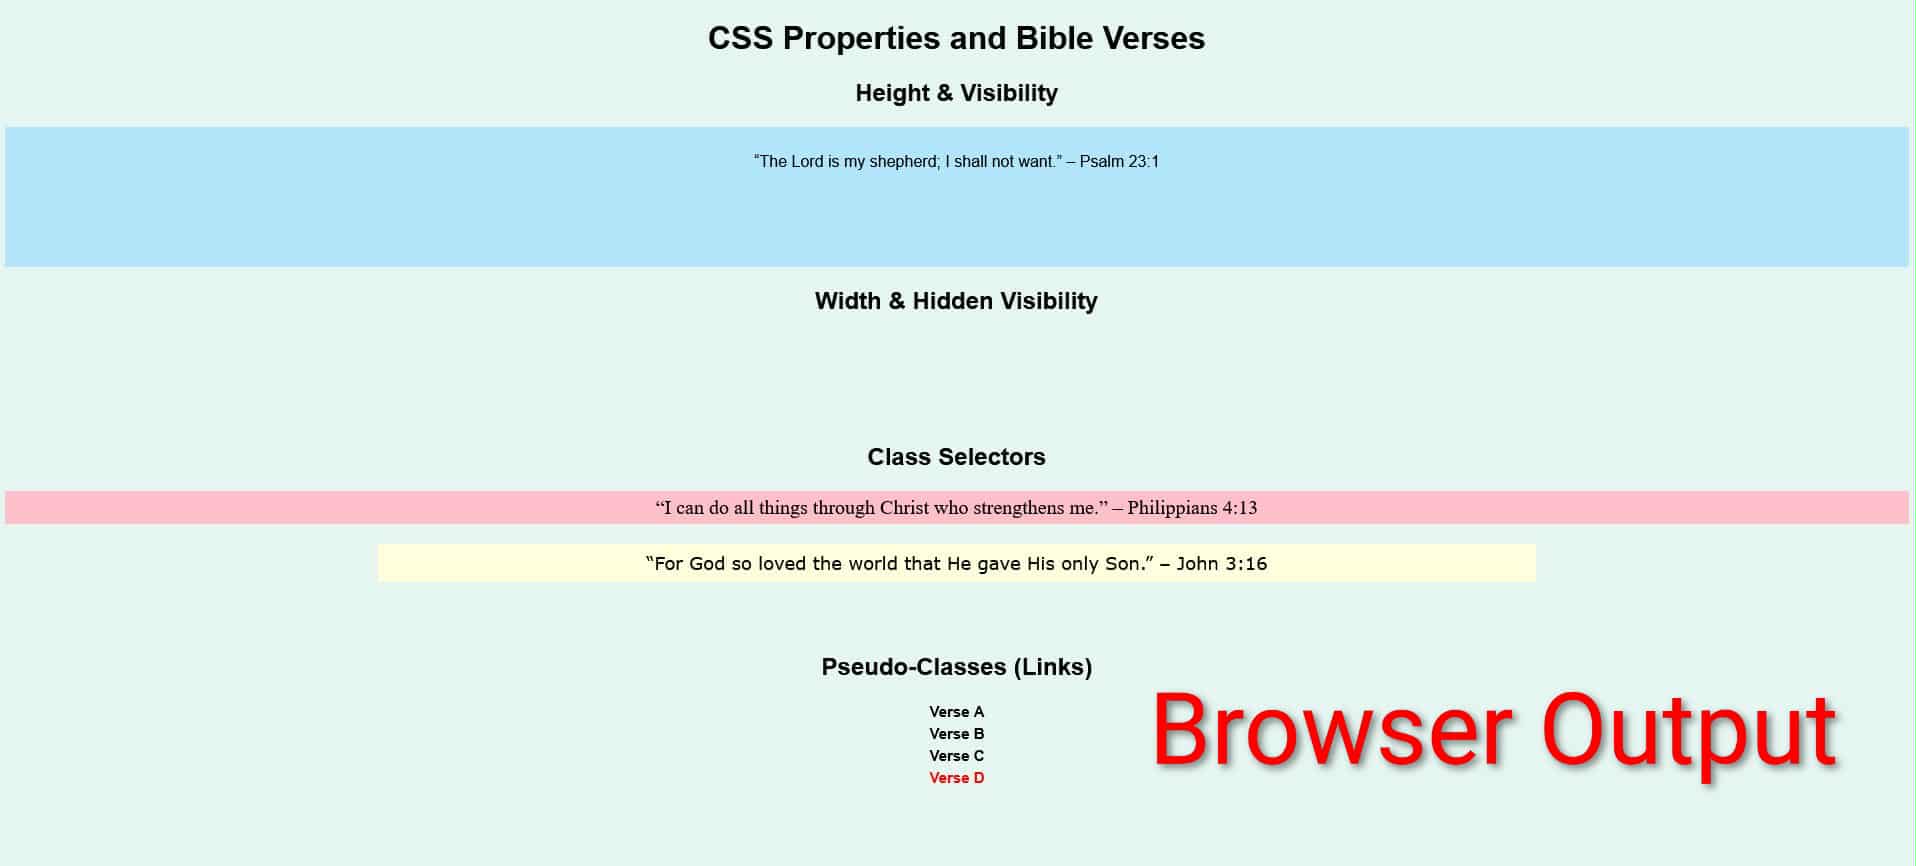 CSS Properties and Bible Verses
Height & Visibility
“The Lord is my shepherd; I shall not want.” – Psalm 23:1
Width & Hidden Visibility
Class Selectors
“I can do all things through Christ who strengthens me.” – Philippians 4:13
“For God so loved the world that He gave His only Son.” – John 3:16
Pseudo-Classes (Links)
Verse A
Verse B
Verse C
Verse D
Browser Output